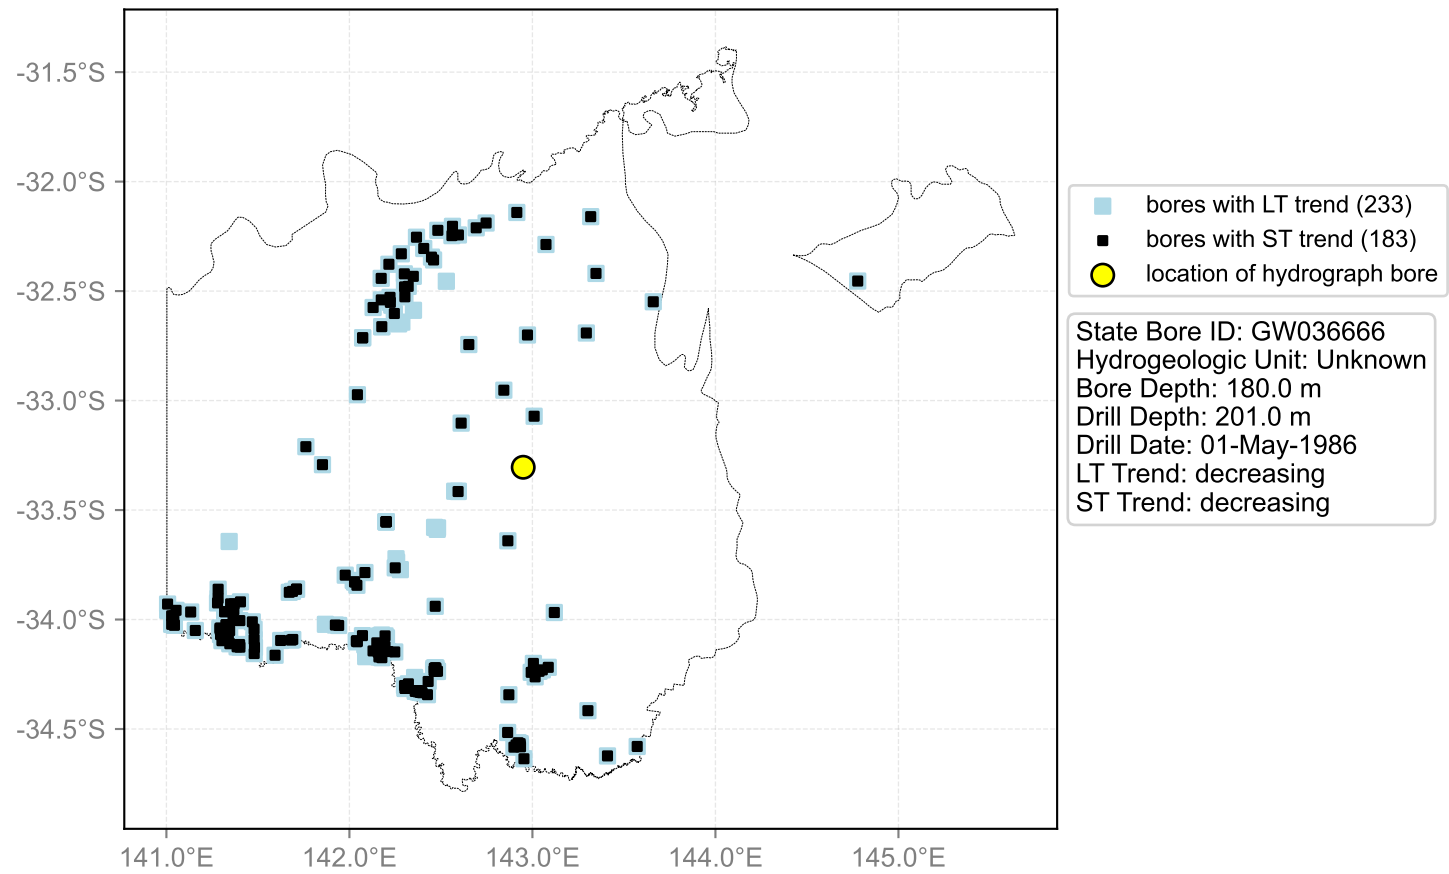 -31.5°S
-32.0°S
-32.5°S
-33.0°S
-33.5°S
-34.0°S
-34.5°S
141.0°E
142.0°E
143.0°E
144.0°E
145.0°E
bores with LT trend (233)
bores with ST trend (183)
location of hydrograph bore
State Bore ID: GW036666
Hydrogeologic Unit: Unknown
Bore Depth: 180.0 m
Drill Depth: 201.0 m
Drill Date: 01-May-1986
LT Trend: decreasing
ST Trend: decreasing